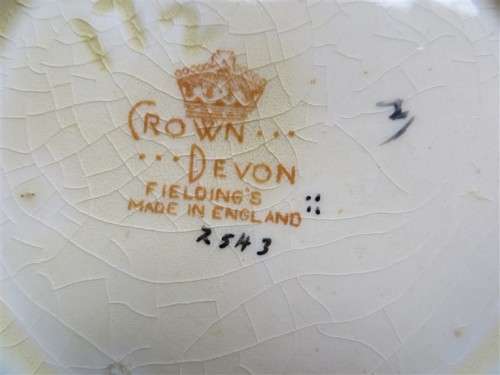 CROWN...
...DEVON
FIELDING'S
MADE IN ENGLAND
2543